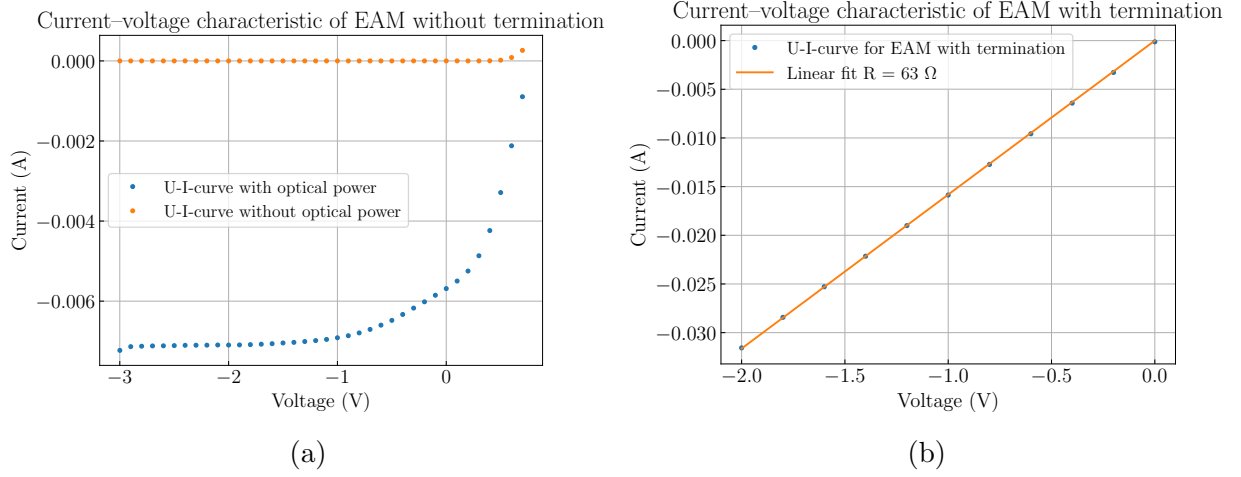 Current–voltage characteristic of EAM without termination
0.000
−0.002
−0.004
−0.006
Current (A)
U-I-curve with optical power
U-I-curve without optical power
−3
−2
−1
0
Voltage (V)
(a)
Current–voltage characteristic of EAM with termination
0.000
−0.005
−0.010
−0.015
−0.020
−0.025
−0.030
Current (A)
U-I-curve for EAM with termination
Linear fit R = 63 Ω
−2.0
−1.5
−1.0
−0.5
0.0
Voltage (V)
(b)